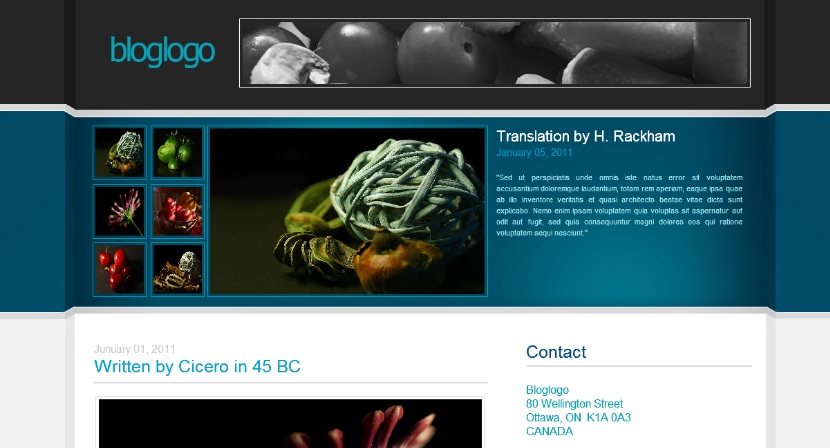 bloglogo
Translation by H. Rackham
January 05, 2011
"Sed ut perspiciatis unde omnis iste natus error sit voluptatem
accusantium doloremque laudantium, totam rem aperiam, eaque ipsa quae
ab illo inventore veritatis et quasi architecto beatae vitae dicta sunt
explicabo. Nemo enim ipsam voluptatem quia voluptas sit aspernatur aut
odit aut fugit, sed quia consequuntur magni dolores eos qui ratione
voluptatem sequi nesciunt."
Junuary 01, 2011
Written by Cicero in 45 BC
Contact
Bloglogo
80 Wellington Street
Ottawa, ON K1A 0A3
CANADA